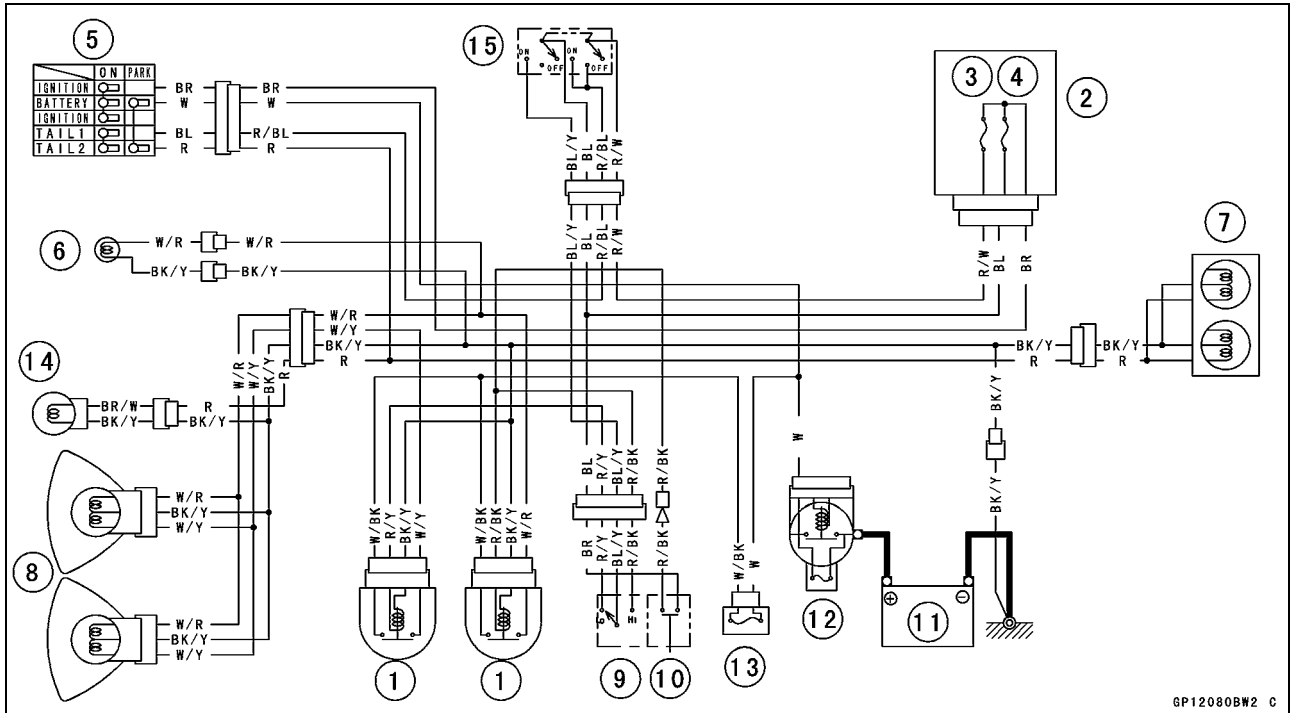 5
ON PARK
IGNITION
BATTERY
IGNITION
TAIL1
TAIL2
BR BR
W W
BL R/BL
R R
15
ON OFF ON OFF
BL/Y BL R/BL R/W
BL/Y BL R/BL R/W
3 4 2
R/W BL BR
6
W/R W/R
BK/Y BK/Y
7
W/R
W/Y
BK/Y BK/Y BK/Y
R R R
W/R W/Y BK/Y R
14
BR/W R
BK/Y BK/Y
BK/Y
BK/Y
W
8
W/R
BK/Y
W/Y
W/R
BK/Y
W/Y
W/BK R/Y BK/Y W/Y
W/BK R/BK BK/Y W/R
BL R/Y BL/Y R/BK R/BK
BR R/Y BL/Y R/BK R/BK
W/BK W
Lo Hi
1 1 9 10 13 12 11
+ −
GP12080BW2 C